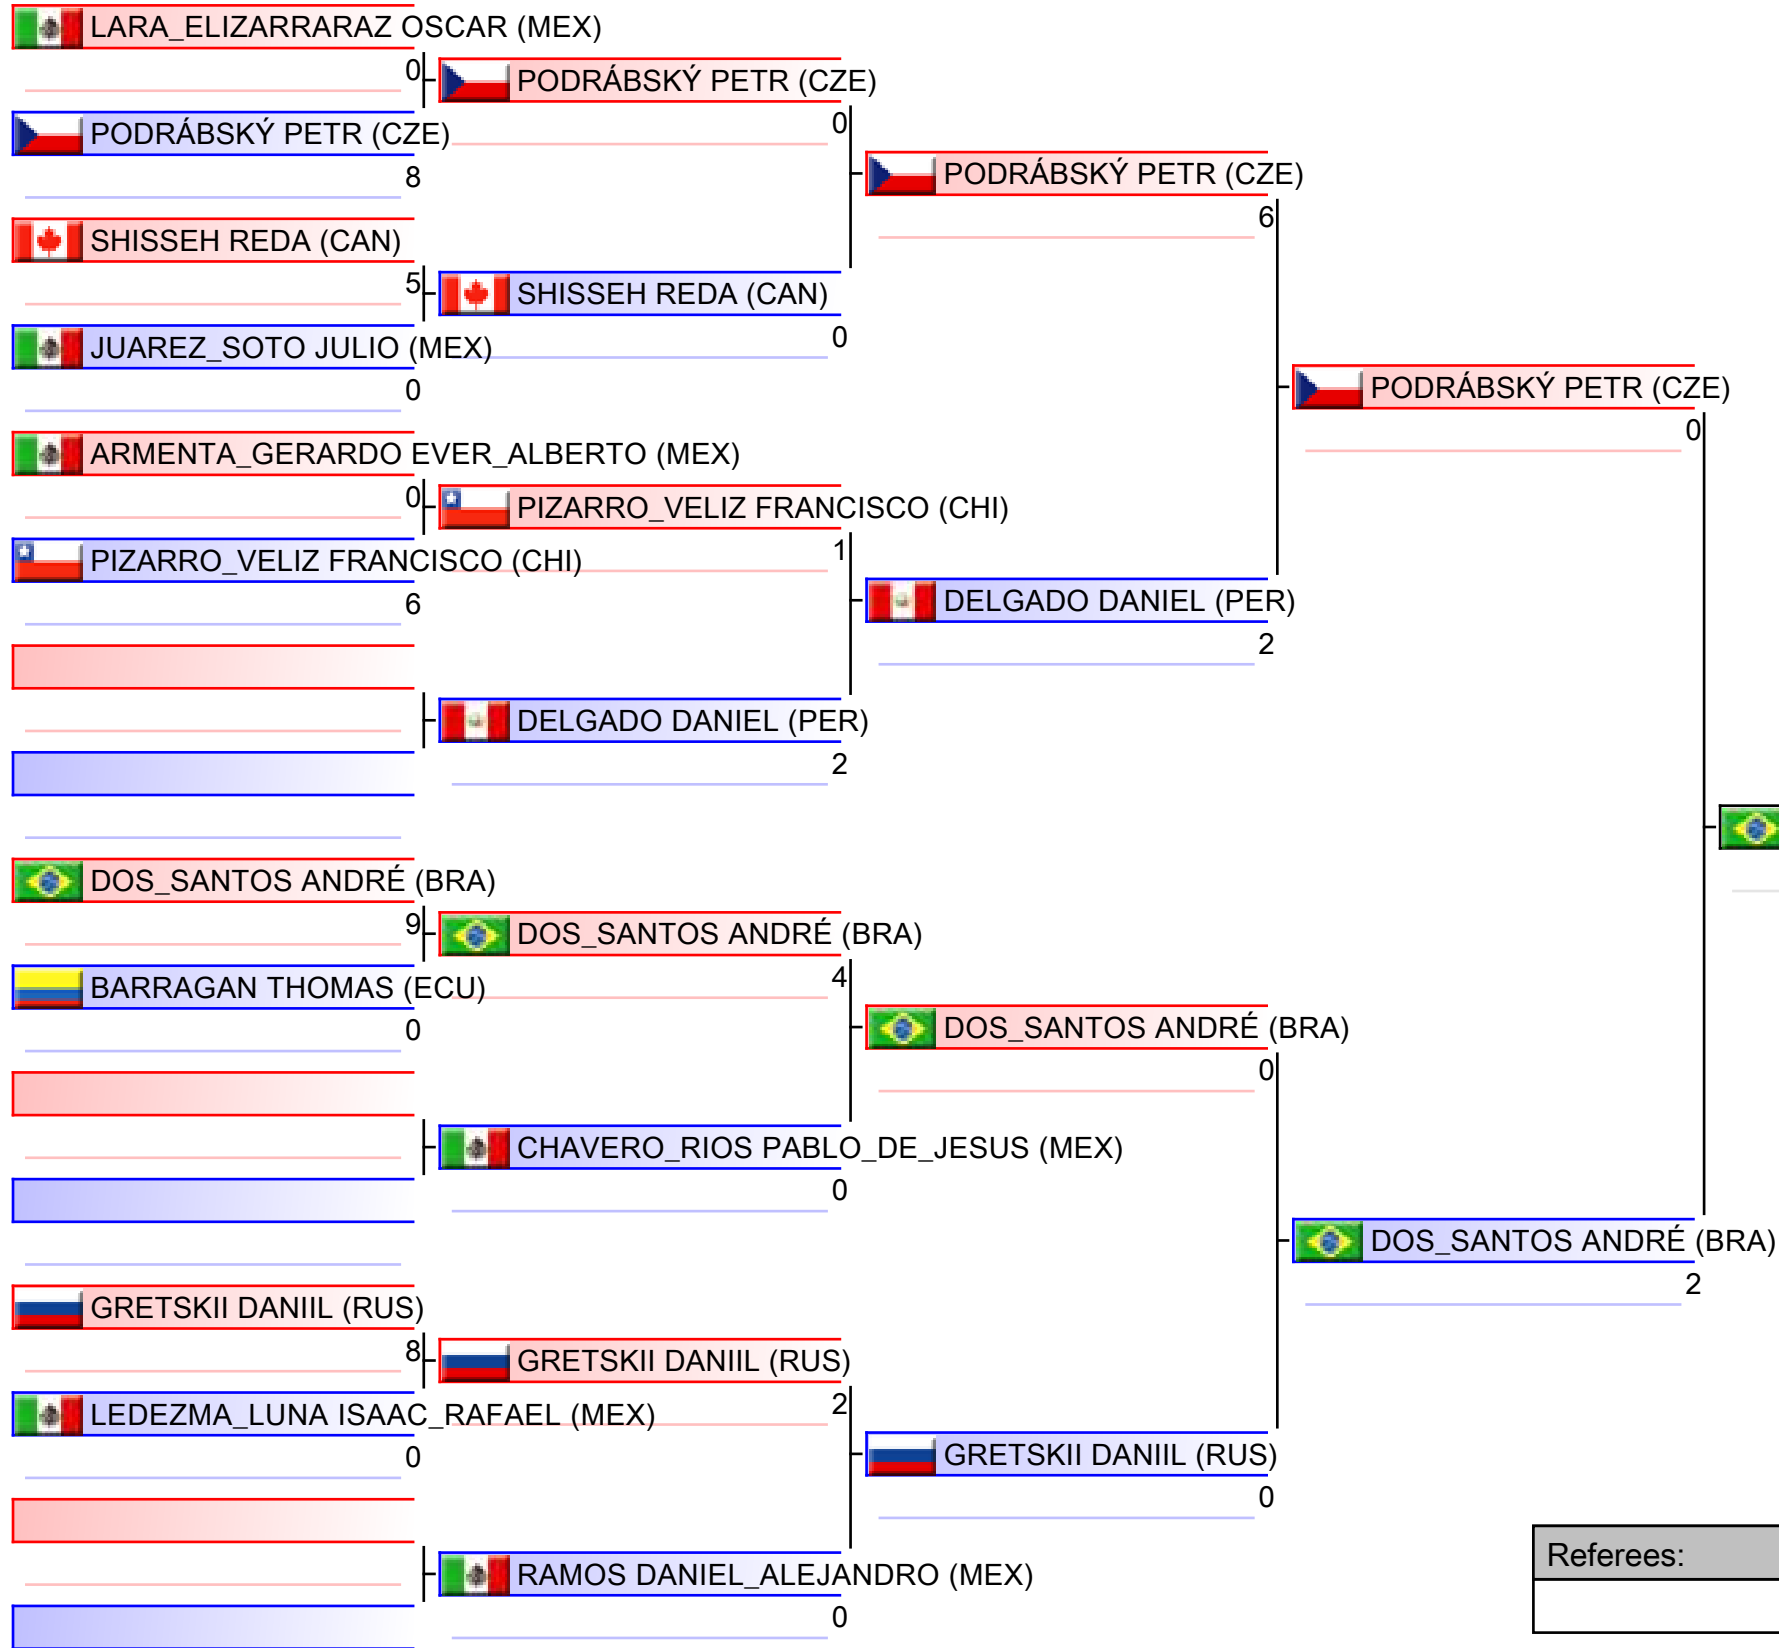 LARA_ELIZARRARAZ OSCAR (MEX)
0
PODRÁBSKÝ PETR (CZE)
0
PODRÁBSKÝ PETR (CZE)
8
PODRÁBSKÝ PETR (CZE)
6
SHISSEH REDA (CAN)
5
SHISSEH REDA (CAN)
0
JUAREZ_SOTO JULIO (MEX)
0
PODRÁBSKÝ PETR (CZE)
0
ARMENTA_GERARDO EVER_ALBERTO (MEX)
0
PIZARRO_VELIZ FRANCISCO (CHI)
1
PIZARRO_VELIZ FRANCISCO (CHI)
6
DELGADO DANIEL (PER)
2
DELGADO DANIEL (PER)
2
DOS_SANTOS ANDRÉ (BRA)
9
DOS_SANTOS ANDRÉ (BRA)
4
BARRAGAN THOMAS (ECU)
0
DOS_SANTOS ANDRÉ (BRA)
0
CHAVERO_RIOS PABLO_DE_JESUS (MEX)
0
DOS_SANTOS ANDRÉ (BRA)
2
GRETSKII DANIIL (RUS)
8
GRETSKII DANIIL (RUS)
2
LEDEZMA_LUNA ISAAC_RAFAEL (MEX)
0
GRETSKII DANIIL (RUS)
0
RAMOS DANIEL_ALEJANDRO (MEX)
0
Referees: